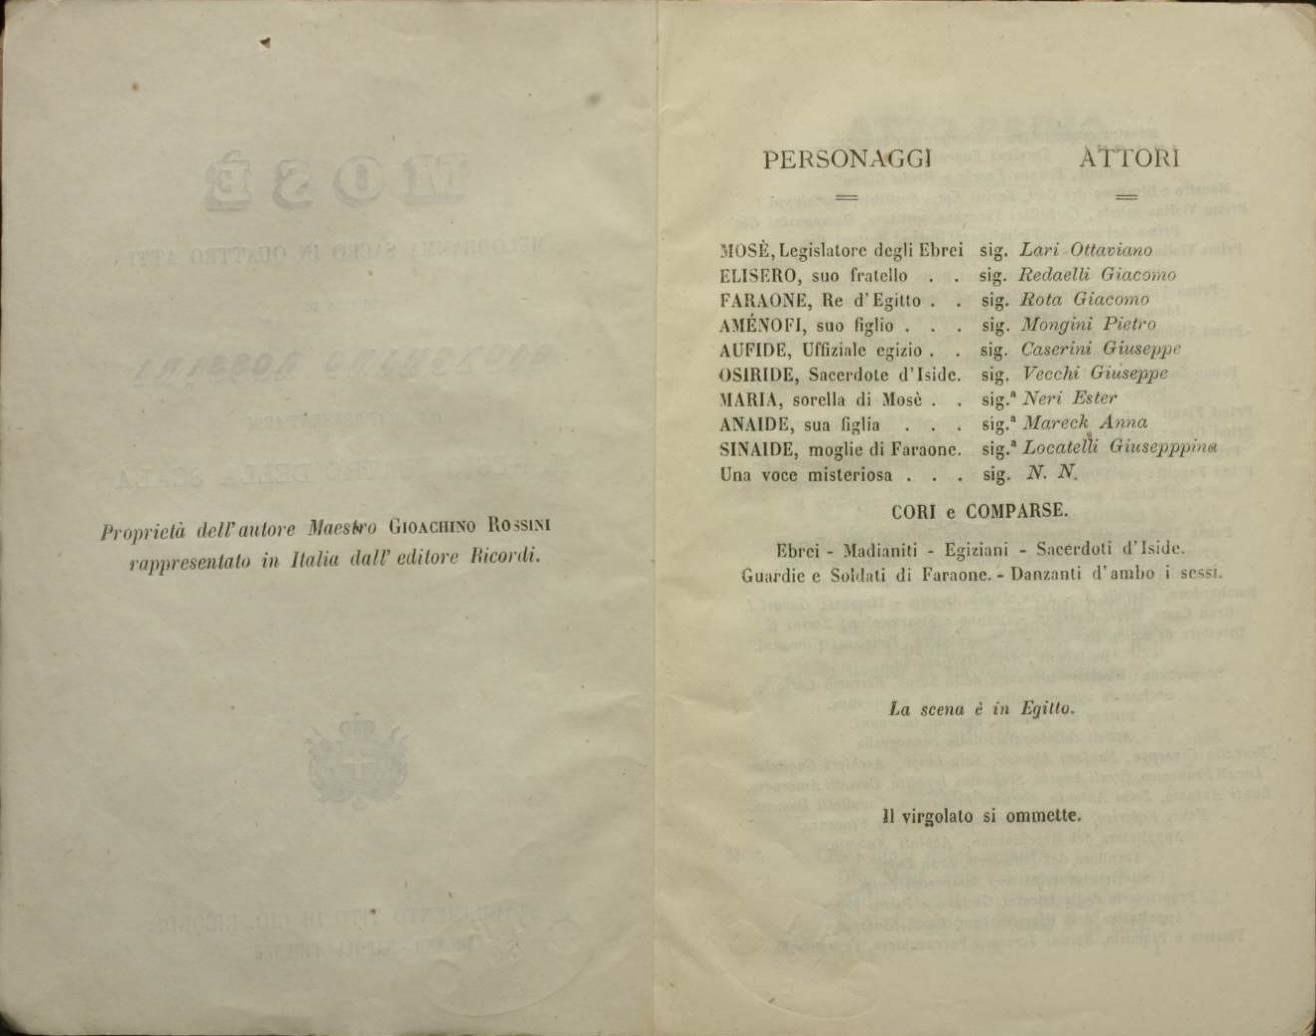 Proprietà dell'autore Maestro GIOACHINO ROSSINI
rappresentato in Italia dall' editore Ricordi.
PERSONAGGI ATTORI
MOSÈ, Legislatore degli Ebrei sig. Lari Ottaviano
ELISERO, suo fratello . . sig. Redaelli Giacomo
FARAONE, Re d'Egitto . . sig. Rota Giacomo
AMÉNOFI, suo figlio . . . sig. Mongini Pietro
AUFIDE, Uffiziale egizio . . sig. Caserini Giuseppe
OSIRIDE, Sacerdote d'Iside. sig. Vecchi Giuseppe
MARIA, sorella di Mosè . . sig.ª Neri Ester
ANAIDE, sua figlia . . . sig.ª Mareck Anna
SINAIDE, moglie di Faraone. sig.ª Locatelli Giusepppina
Una voce misteriosa . . . sig. N. N.
CORI e COMPARSE.
Ebrei - Madianiti - Egiziani - Sacerdoti d'Iside.
Guardie e Soldati di Faraone. - Danzanti d'ambo i sessi.
La scena è in Egitto.
Il virgolato si ommette.